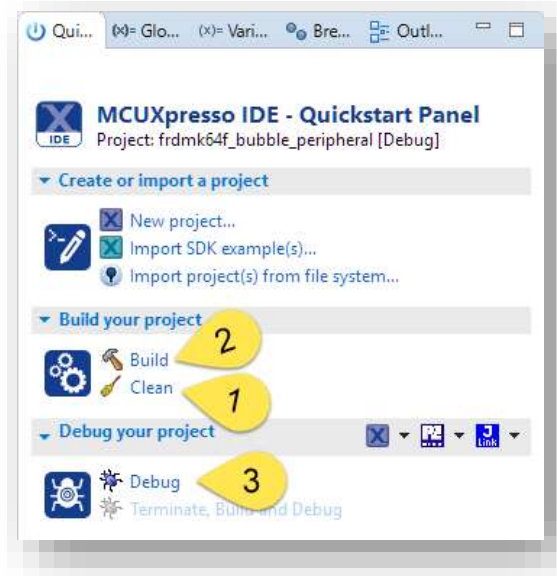 Qui... (x)= Glo... (x)= Vari... Bre... Outl...
IDE
MCUXpresso IDE - Quickstart Panel
Project: frdmk64f_bubble_peripheral [Debug]
Create or import a project
New project...
Import SDK example(s)...
Import project(s) from file system...
Build your project
2
Build
Clean
1
Debug your project
LINK
Debug
3
Terminate, Build and Debug